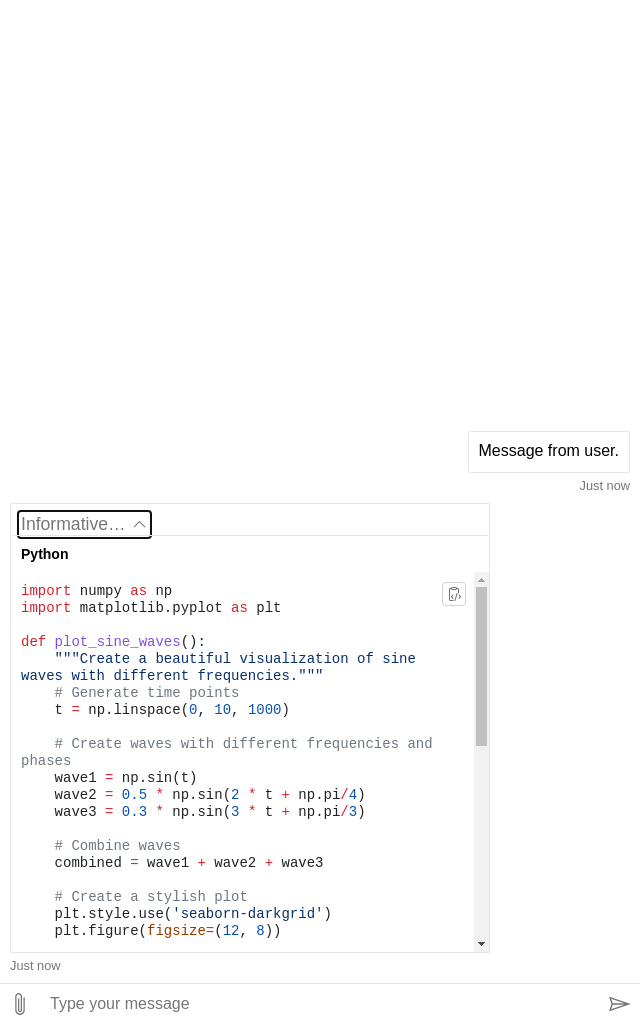 Message from user.
Just now
Informative…
Python
import numpy as np
import matplotlib.pyplot as plt
def plot_sine_waves():
    """Create a beautiful visualization of sine
waves with different frequencies."""
    # Generate time points
    t = np.linspace(0, 10, 1000)
    # Create waves with different frequencies and
phases
    wave1 = np.sin(t)
    wave2 = 0.5 * np.sin(2 * t + np.pi/4)
    wave3 = 0.3 * np.sin(3 * t + np.pi/3)
    # Combine waves
    combined = wave1 + wave2 + wave3
    # Create a stylish plot
    plt.style.use('seaborn-darkgrid')
    plt.figure(figsize=(12, 8))
Just now
Type your message